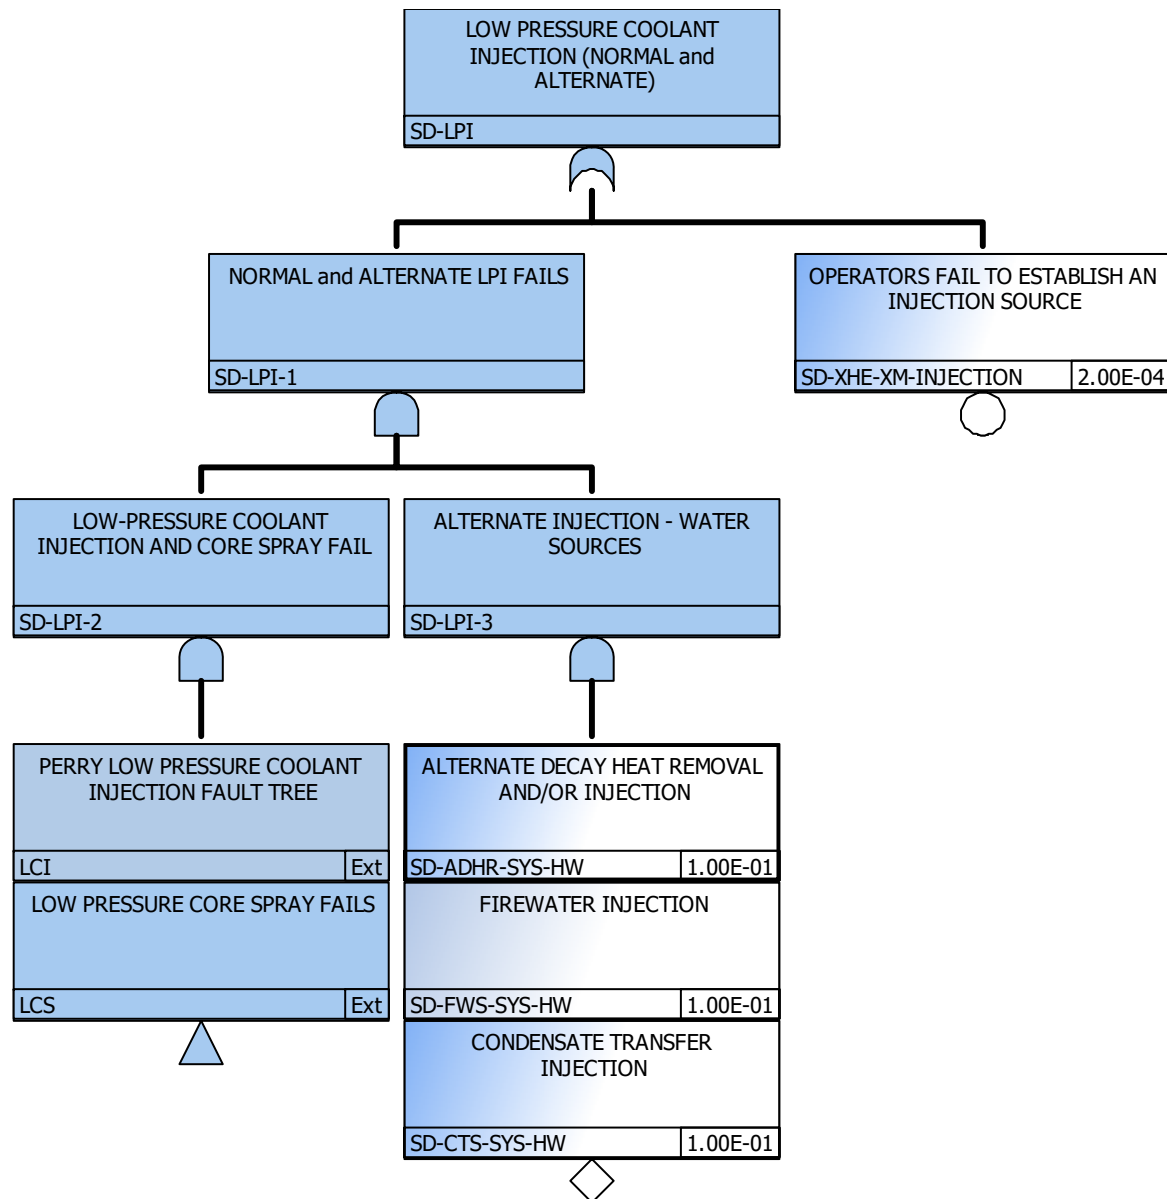 LOW PRESSURE COOLANT
INJECTION (NORMAL and
ALTERNATE)
SD-LPI
NORMAL and ALTERNATE LPI FAILS
SD-LPI-1
OPERATORS FAIL TO ESTABLISH AN
INJECTION SOURCE
SD-XHE-XM-INJECTION 2.00E-04
LOW-PRESSURE COOLANT
INJECTION AND CORE SPRAY FAIL
SD-LPI-2
ALTERNATE INJECTION - WATER
SOURCES
SD-LPI-3
PERRY LOW PRESSURE COOLANT
INJECTION FAULT TREE
LCI Ext
LOW PRESSURE CORE SPRAY FAILS
LCS Ext
ALTERNATE DECAY HEAT REMOVAL
AND/OR INJECTION
SD-ADHR-SYS-HW 1.00E-01
FIREWATER INJECTION
SD-FWS-SYS-HW 1.00E-01
CONDENSATE TRANSFER
INJECTION
SD-CTS-SYS-HW 1.00E-01